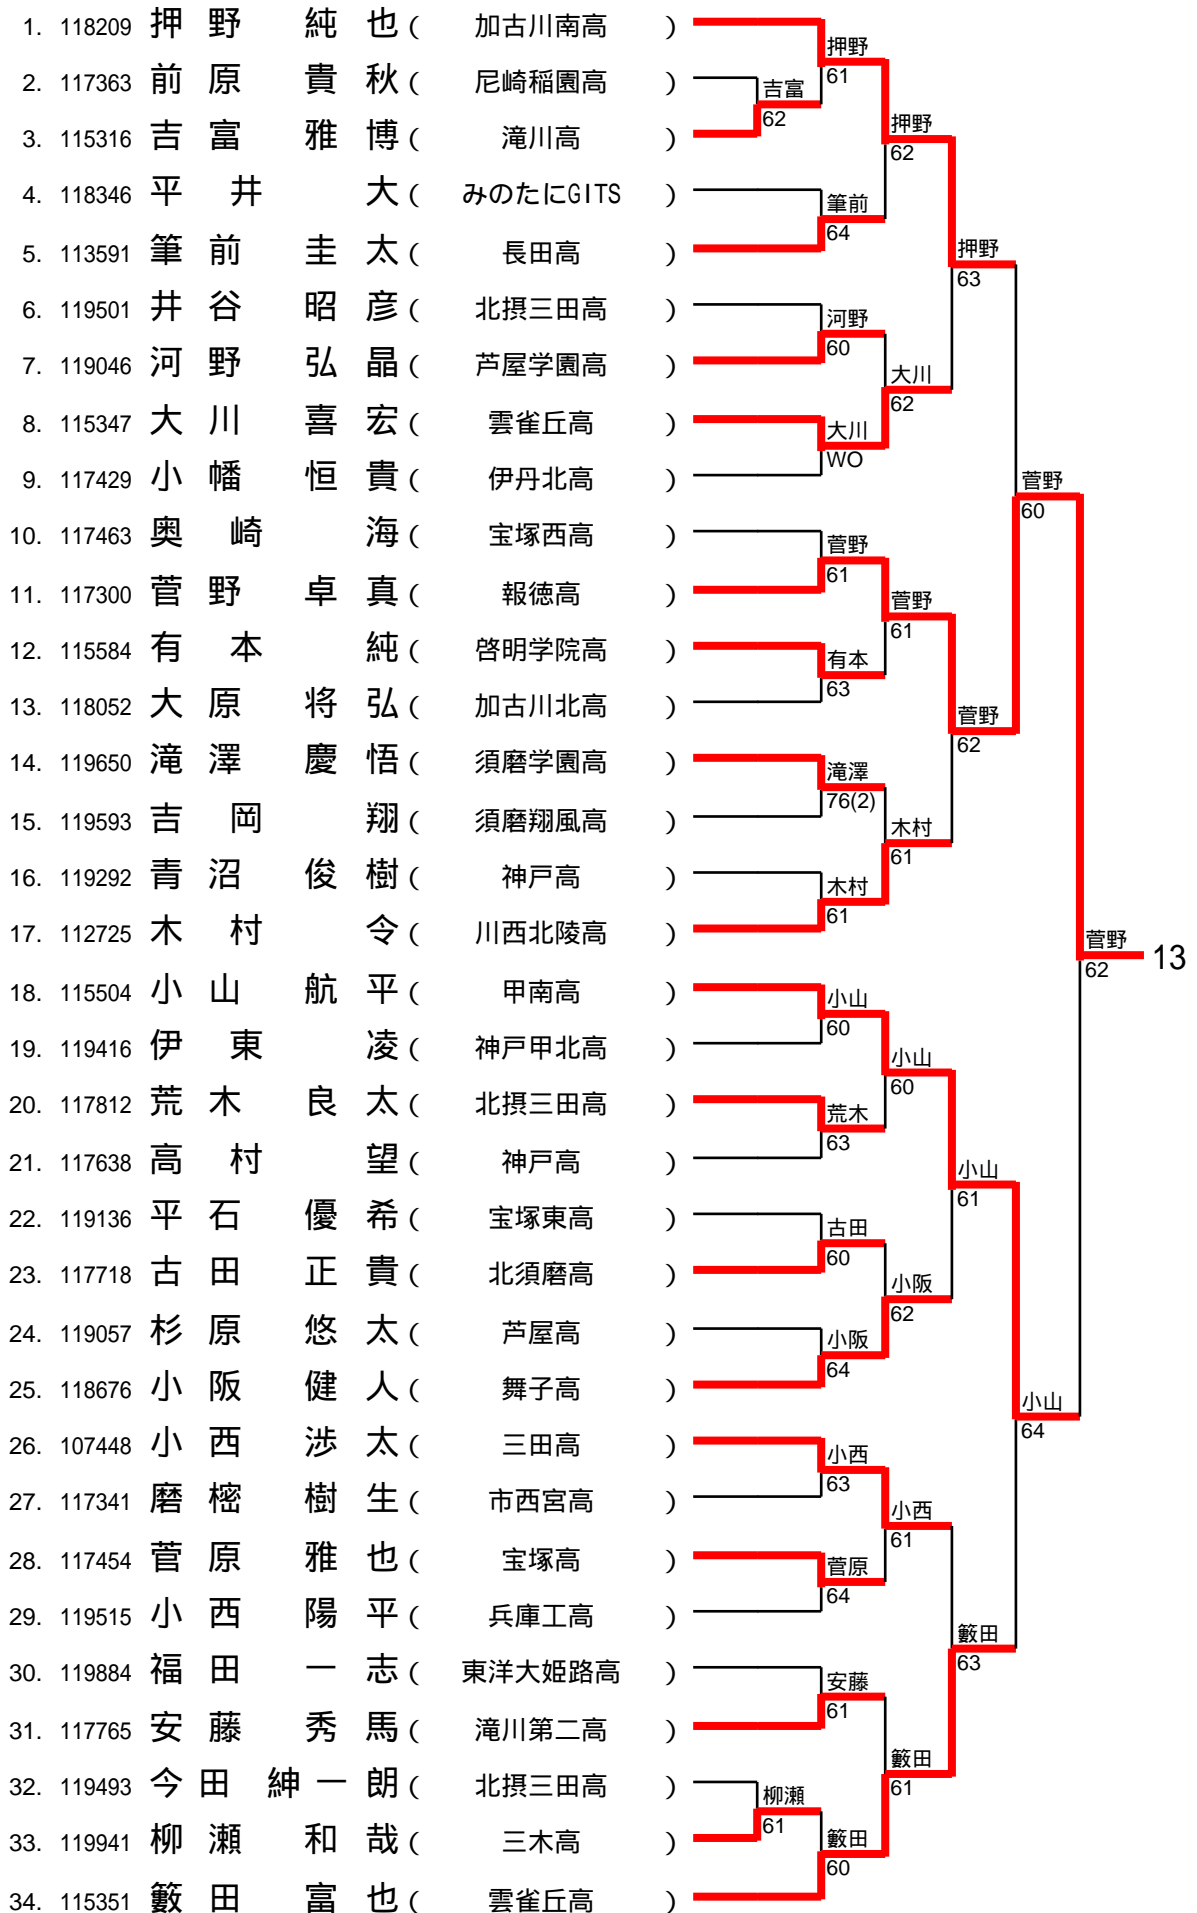 1. 118209 押野 純也 ( 加古川南高 )
押野
61
2. 117363 前原 貴秋 ( 尼崎稲園高 )
吉富
62
3. 115316 吉富 雅博 ( 滝川高 )
押野
62
4. 118346 平井 大 ( みのたにGITS )
筆前
64
5. 113591 筆前 圭太 ( 長田高 )
押野
63
6. 119501 井谷 昭彦 ( 北摂三田高 )
河野
60
7. 119046 河野 弘晶 ( 芦屋学園高 )
大川
62
8. 115347 大川 喜宏 ( 雲雀丘高 )
大川
WO
9. 117429 小幡 恒貴 ( 伊丹北高 )
菅野
60
10. 117463 奥崎 海 ( 宝塚西高 )
菅野
61
11. 117300 菅野 卓真 ( 報徳高 )
菅野
61
12. 115584 有本 純 ( 啓明学院高 )
有本
63
13. 118052 大原 将弘 ( 加古川北高 )
菅野
62
14. 119650 滝澤 慶悟 ( 須磨学園高 )
滝澤
76(2)
15. 119593 吉岡 翔 ( 須磨翔風高 )
木村
61
16. 119292 青沼 俊樹 ( 神戸高 )
木村
61
17. 112725 木村 令 ( 川西北陵高 )
菅野
62
13
18. 115504 小山 航平 ( 甲南高 )
小山
60
19. 119416 伊東 凌 ( 神戸甲北高 )
小山
60
20. 117812 荒木 良太 ( 北摂三田高 )
荒木
63
21. 117638 高村 望 ( 神戸高 )
小山
61
22. 119136 平石 優希 ( 宝塚東高 )
古田
60
23. 117718 古田 正貴 ( 北須磨高 )
小阪
62
24. 119057 杉原 悠太 ( 芦屋高 )
小阪
64
25. 118676 小阪 健人 ( 舞子高 )
小山
64
26. 107448 小西 渉太 ( 三田高 )
小西
63
27. 117341 磨樒 樹生 ( 市西宮高 )
小西
61
28. 117454 菅原 雅也 ( 宝塚高 )
菅原
64
29. 119515 小西 陽平 ( 兵庫工高 )
籔田
63
30. 119884 福田 一志 ( 東洋大姫路高 )
安藤
61
31. 117765 安藤 秀馬 ( 滝川第二高 )
籔田
61
32. 119493 今田 紳一朗 ( 北摂三田高 )
柳瀬
61
33. 119941 柳瀬 和哉 ( 三木高 )
籔田
60
34. 115351 籔田 富也 ( 雲雀丘高 )